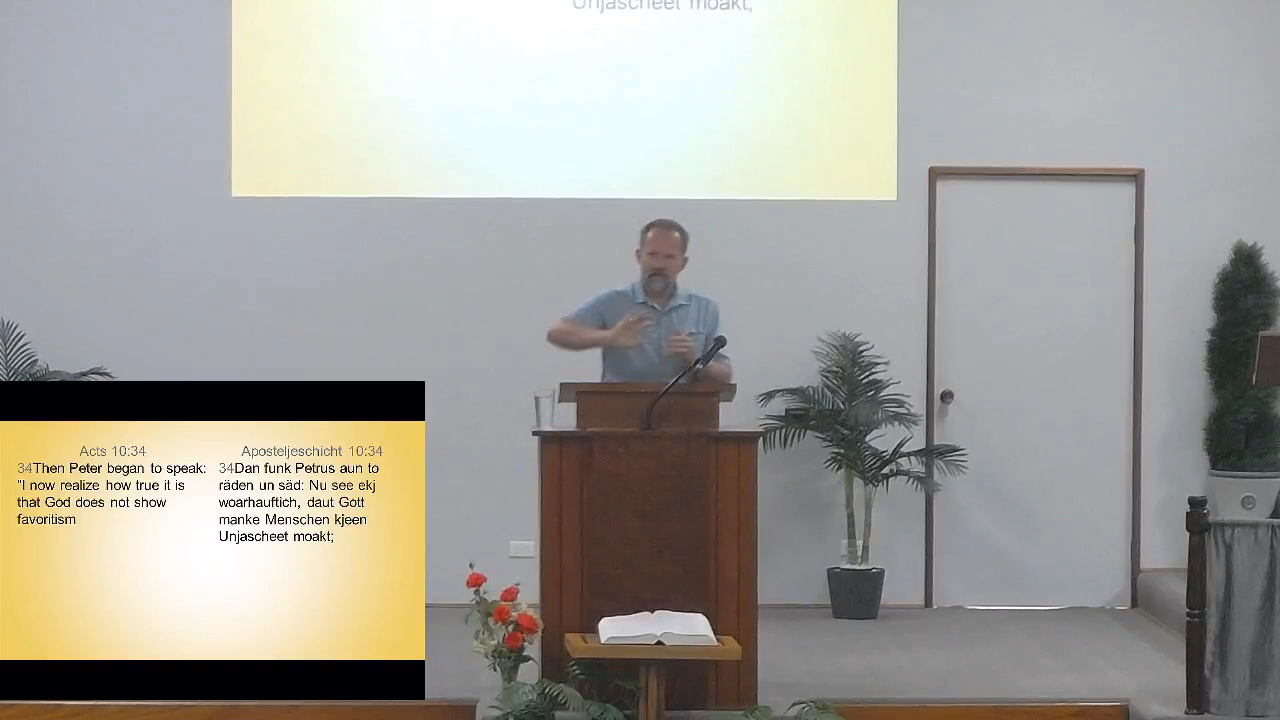 Unjascheet moakt;
Acts 10:34
34Then Peter began to speak:
"I now realize how true it is
that God does not show
favoritism
Aposteljeschicht 10:34
34Dan funk Petrus aun to
räden un säd: Nu see ekj
woarhauftich, daut Gott
manke Menschen kjeen
Unjascheet moakt;